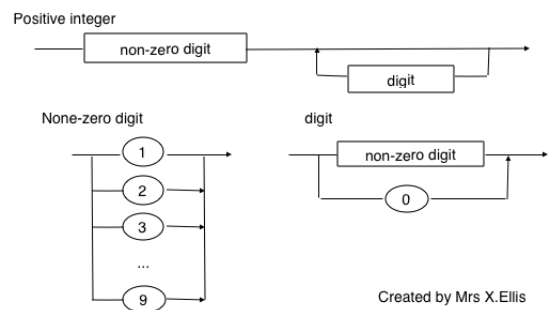 Positive integer
non-zero digit
digit
None-zero digit
1
2
3
...
9
digit
non-zero digit
0
Created by Mrs X.Ellis